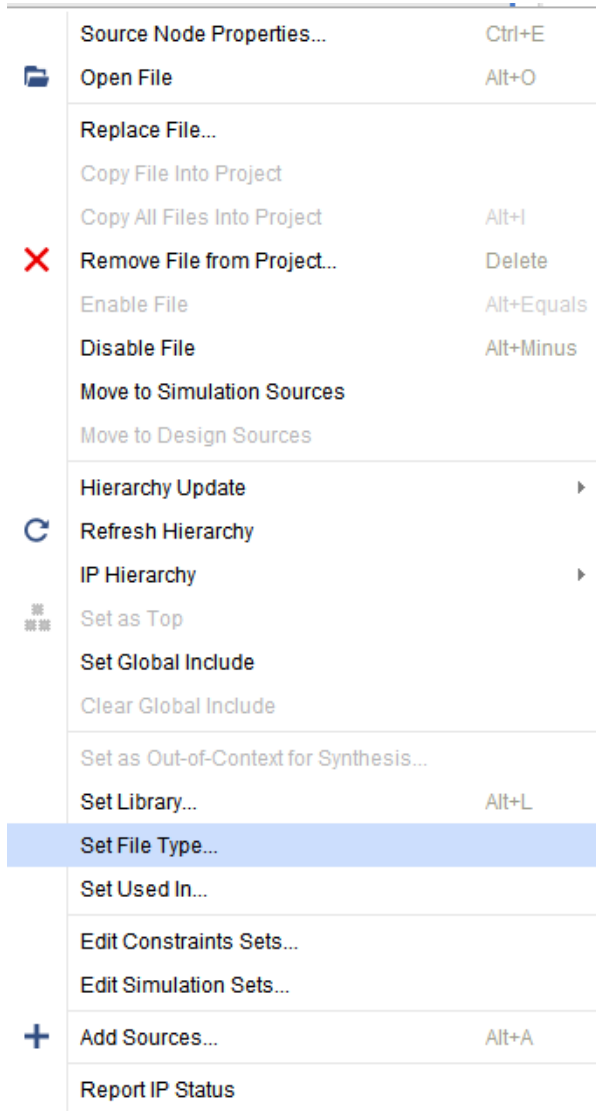 Source Node Properties... Ctrl+E
Open File Alt+O
Replace File...
Copy File Into Project
Copy All Files Into Project Alt+I
Remove File from Project... Delete
Enable File Alt+Equals
Disable File Alt+Minus
Move to Simulation Sources
Move to Design Sources
Hierarchy Update
Refresh Hierarchy
IP Hierarchy
Set as Top
Set Global Include
Clear Global Include
Set as Out-of-Context for Synthesis...
Set Library... Alt+L
Set File Type...
Set Used In...
Edit Constraints Sets...
Edit Simulation Sets...
Add Sources... Alt+A
Report IP Status